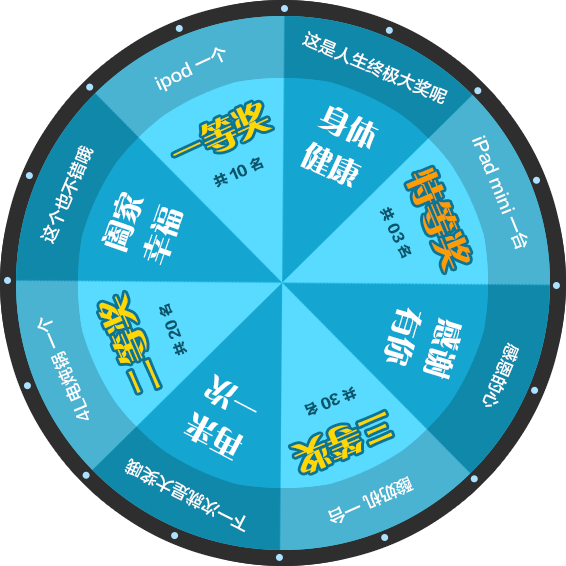 这是人生终极大奖呢
身体
健康
iPad mini 一台
特等奖
共 03 名
感恩的心
感谢
有你
酸奶机 一台
三等奖
共 30 名
下一次就是大奖哦
再来
一次
4L电炖锅 一个
二等奖
共 20 名
这个也不错哦
阖家
幸福
ipod 一个
一等奖
共 10 名